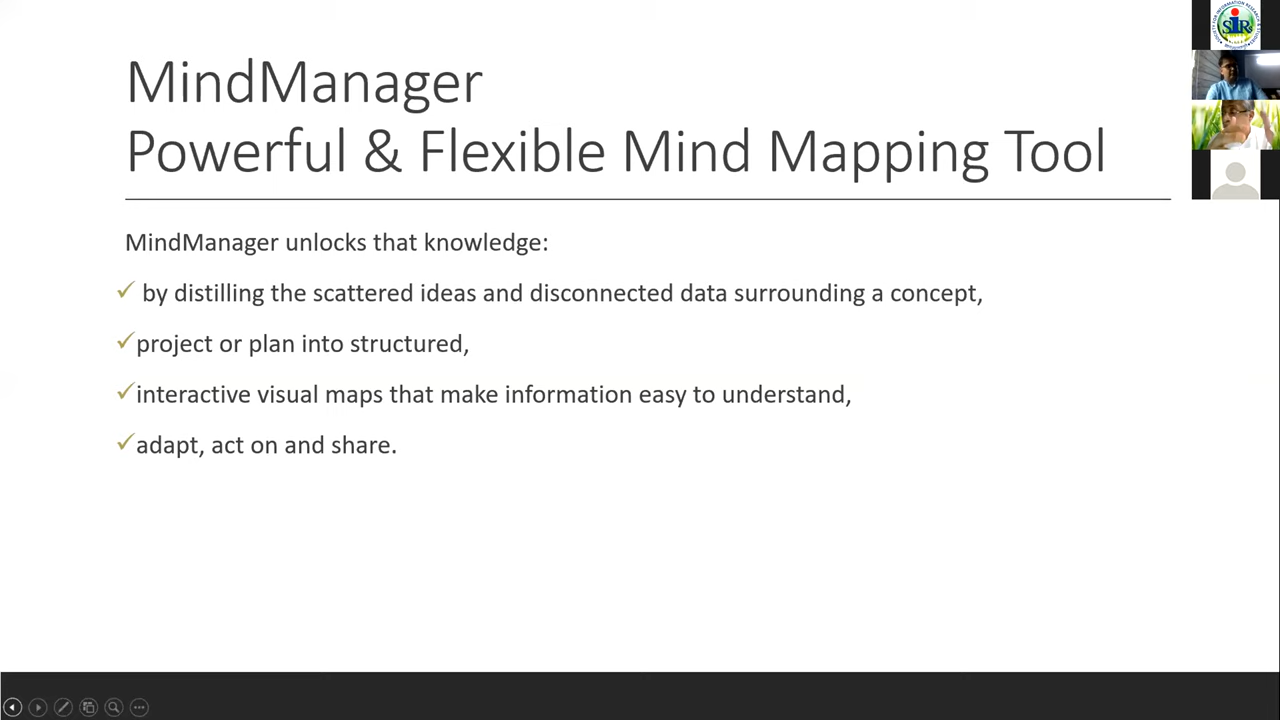 MindManager
Powerful & Flexible Mind Mapping Tool
MindManager unlocks that knowledge:
✓ by distilling the scattered ideas and disconnected data surrounding a concept,
✓project or plan into structured,
✓interactive visual maps that make information easy to understand,
✓adapt, act on and share.